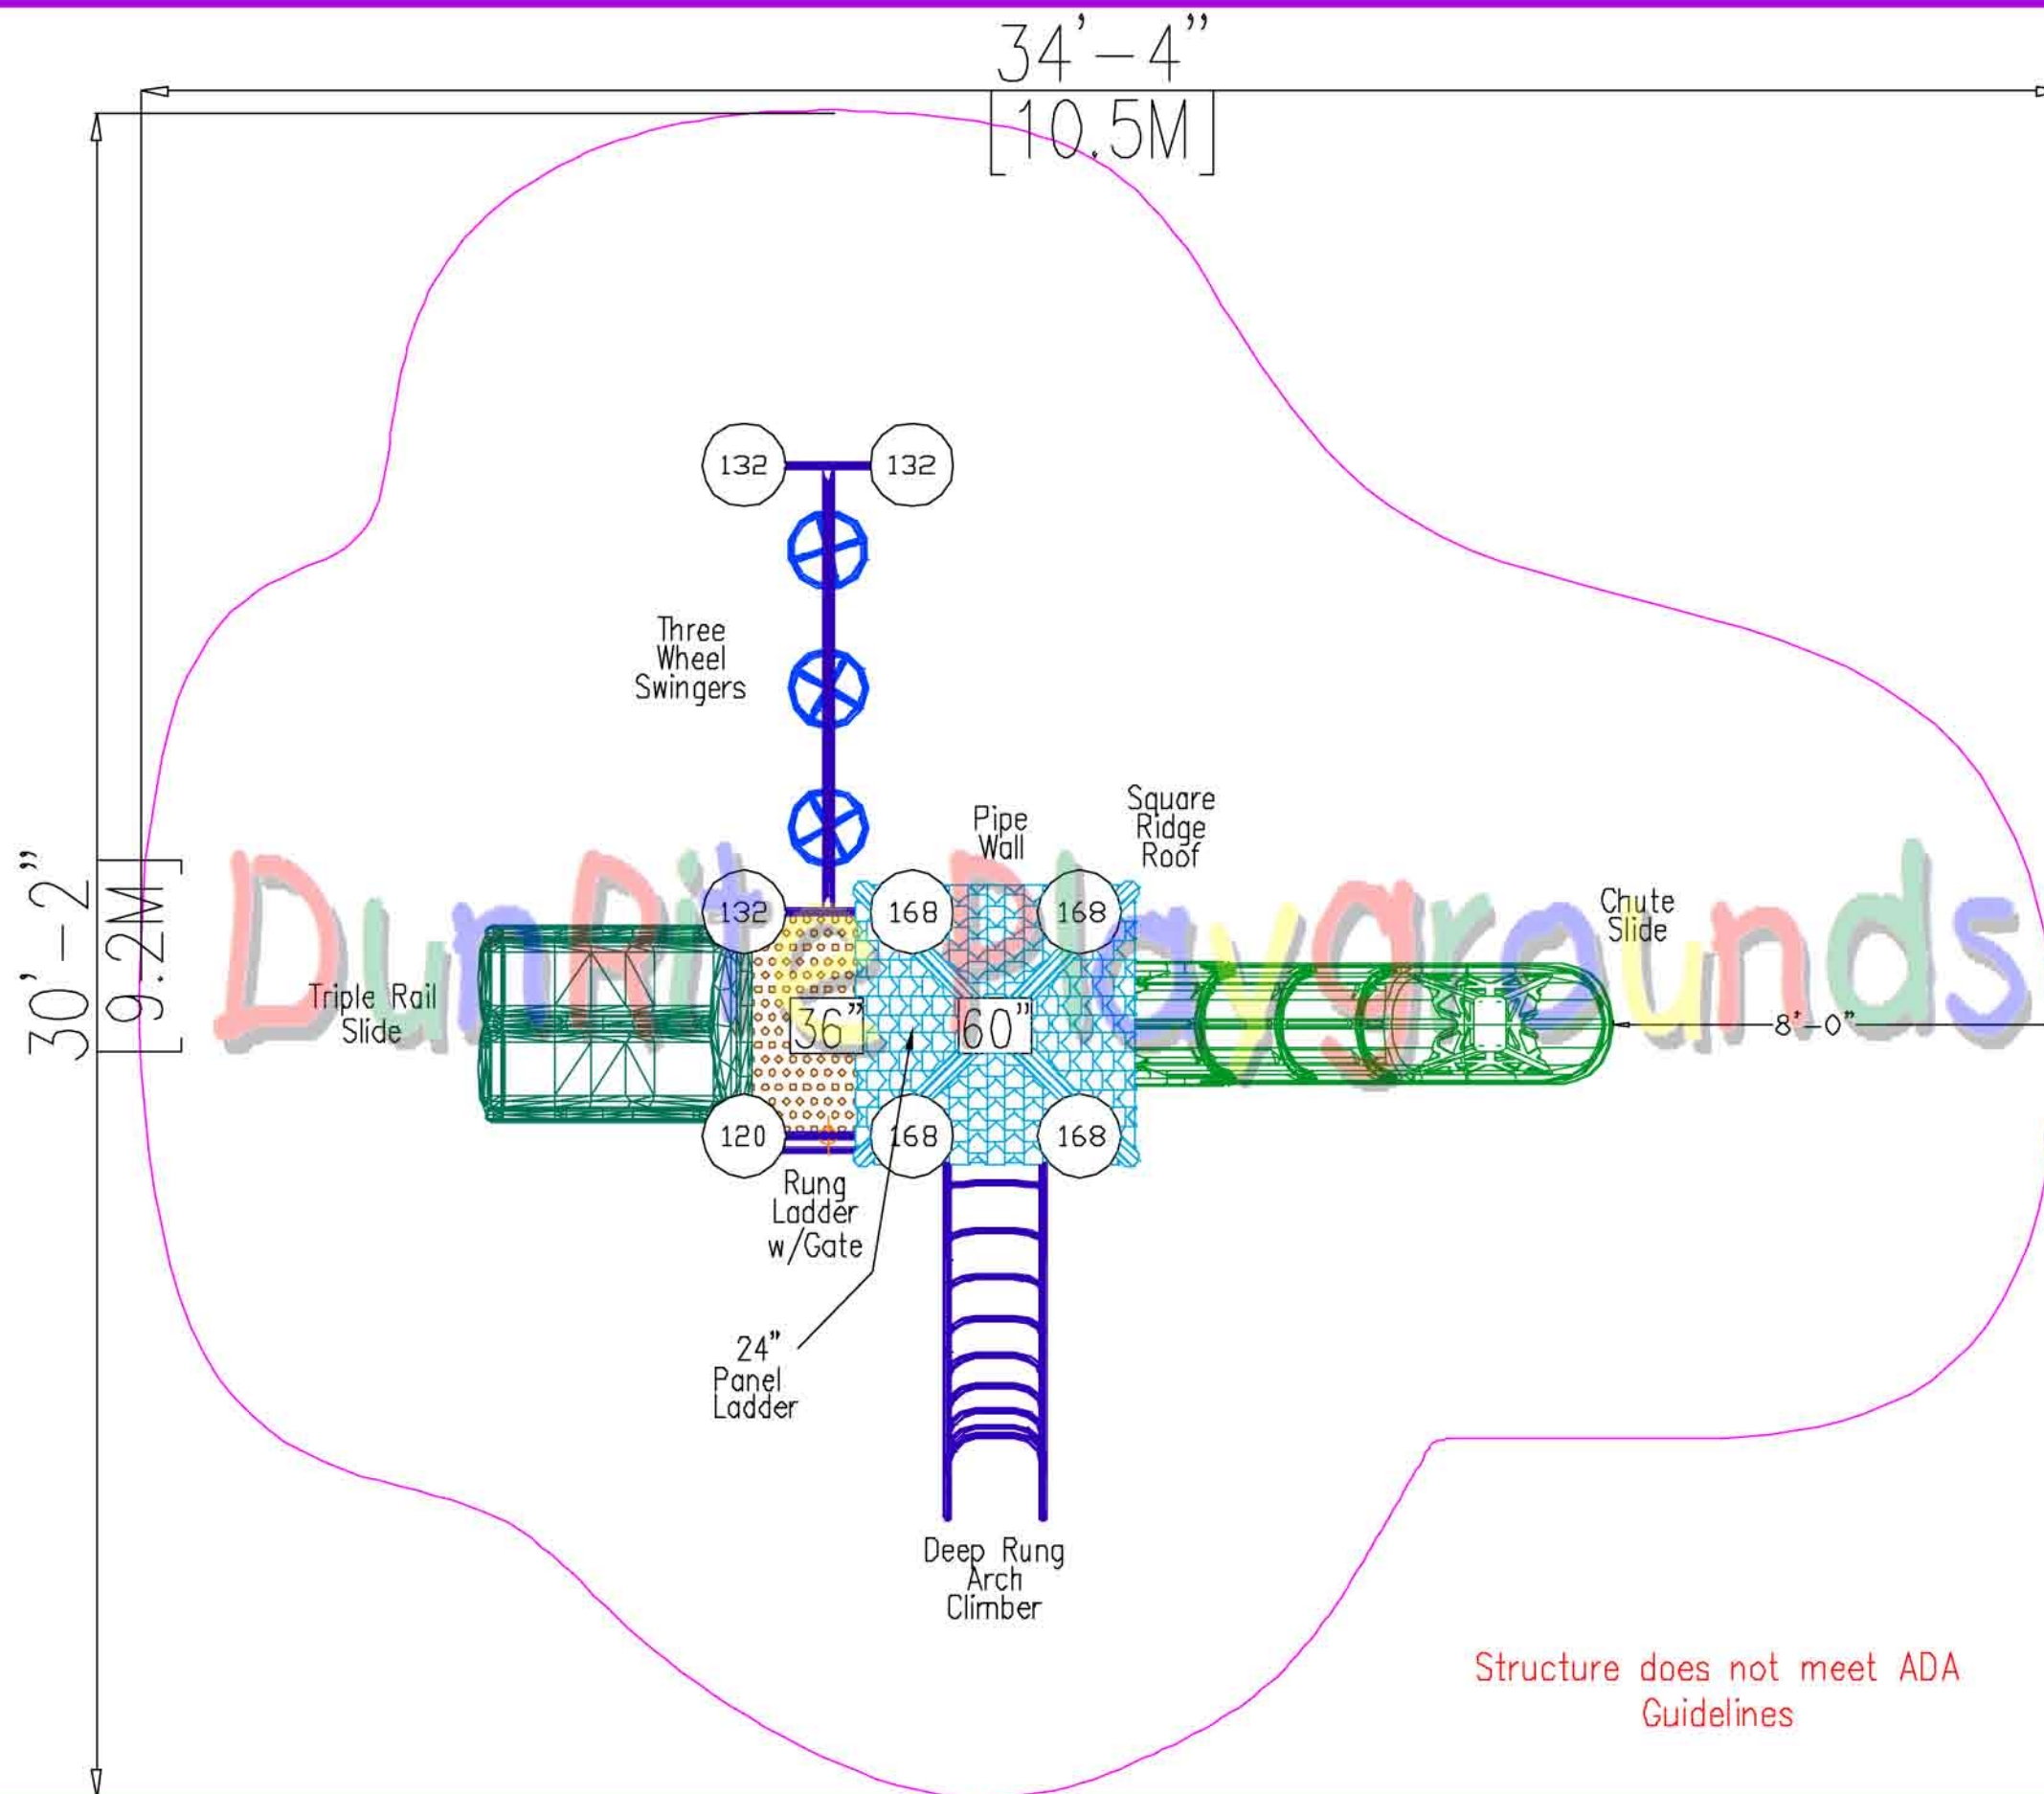 34'-4"
[10.5M]
30'-2"
[9.2M]
132
132
Three
Wheel
Swingers
Pipe
Wall
Square
Ridge
Roof
132
168
168
Chute
Slide
DunRite Playgrounds
Triple Rail
Slide
36"
60"
8'-0"
120
168
168
Rung
Ladder
w/Gate
24"
Panel
Ladder
Deep Rung
Arch
Climber
Structure does not meet ADA
Guidelines